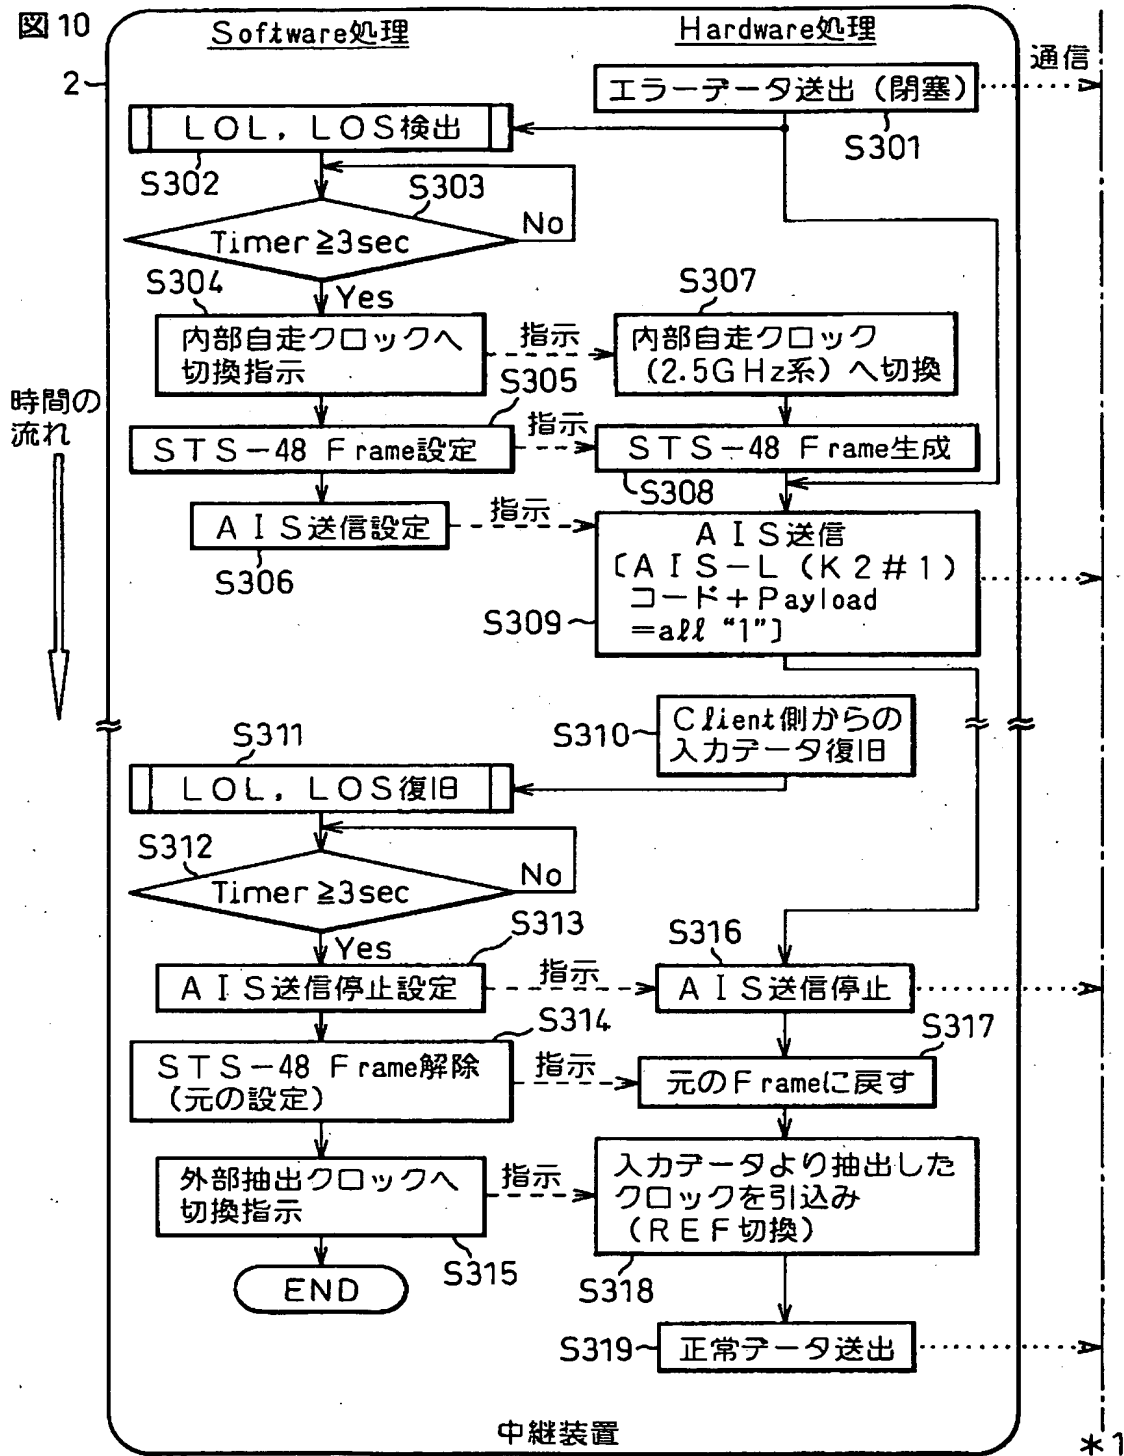 図10
Software処理
Hardware処理
通信
2
エラーデータ送出（閉塞）
S301
LOL，LOS検出
S302
S303
Timer≧3sec
No
Yes
S304
内部自走クロックへ
切換指示
指示
S307
内部自走クロック
（2.5GHz系）へ切換
時間の
流れ
S305
STS−48 Frame設定
指示
STS−48 Frame生成
S308
AIS送信設定
S306
指示
AIS送信
〔AIS−L（K2#1）
コード＋Payload
＝all “1”〕
S309
S310
Client側からの
入力データ復旧
S311
LOL，LOS復旧
S312
Timer≧3sec
No
Yes
S313
AIS送信停止設定
指示
S316
AIS送信停止
S314
STS−48 Frame解除
（元の設定）
指示
S317
元のFrameに戻す
外部抽出クロックへ
切換指示
S315
指示
入力データより抽出した
クロックを引込み
（REF切換）
S318
END
S319
正常データ送出
中継装置
＊1